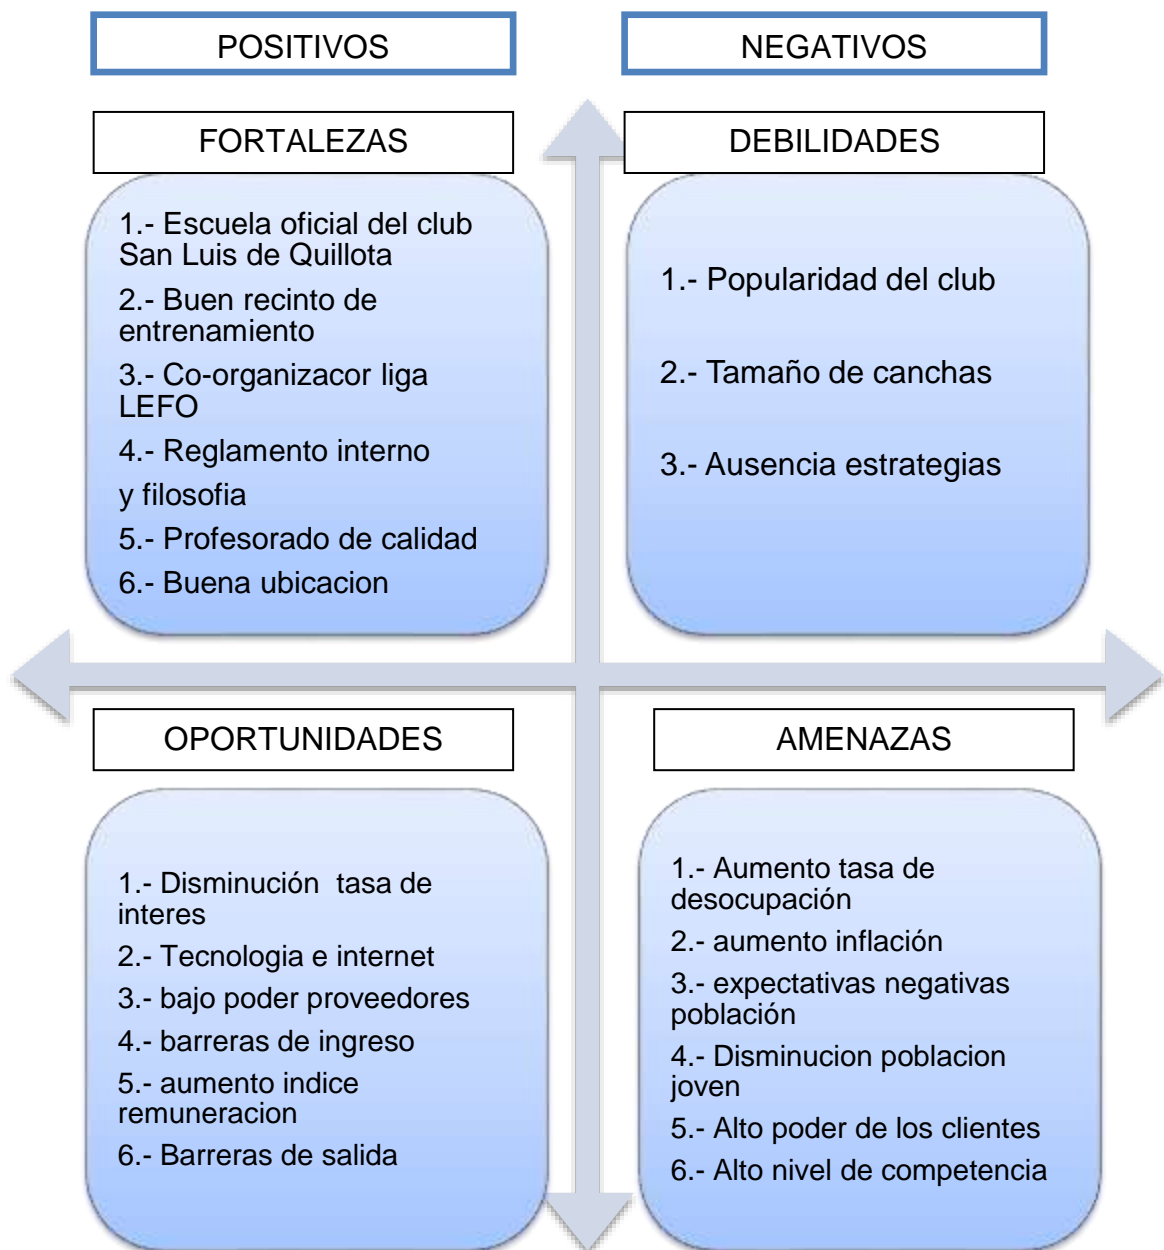 POSITIVOS
NEGATIVOS
FORTALEZAS
DEBILIDADES
1.- Escuela oficial del club
San Luis de Quillota
2.- Buen recinto de
entrenamiento
3.- Co-organizacor liga
LEFO
4.- Reglamento interno
y filosofia
5.- Profesorado de calidad
6.- Buena ubicacion
1.- Popularidad del club
2.- Tamaño de canchas
3.- Ausencia estrategias
OPORTUNIDADES
AMENAZAS
1.- Disminución tasa de
interes
2.- Tecnologia e internet
3.- bajo poder proveedores
4.- barreras de ingreso
5.- aumento indice
remuneracion
6.- Barreras de salida
1.- Aumento tasa de
desocupación
2.- aumento inflación
3.- expectativas negativas
población
4.- Disminucion poblacion
joven
5.- Alto poder de los clientes
6.- Alto nivel de competencia